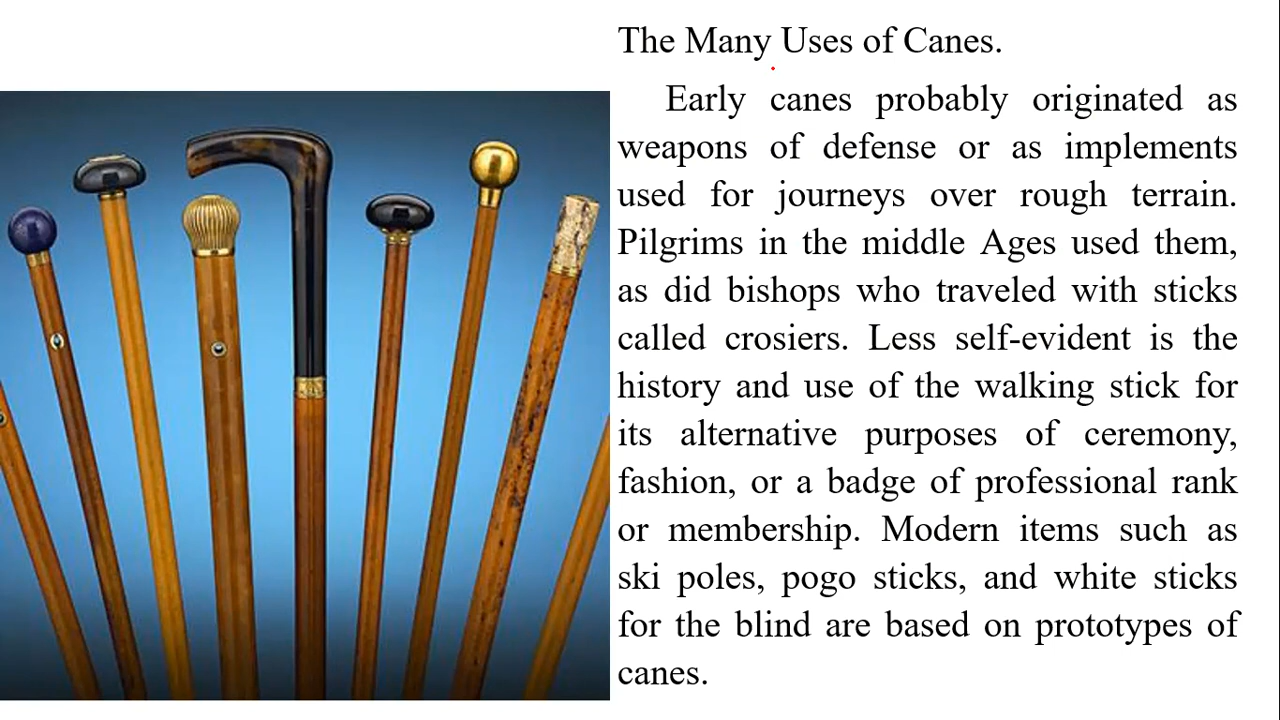 The Many Uses of Canes.
Early canes probably originated as
weapons of defense or as implements
used for journeys over rough terrain.
Pilgrims in the middle Ages used them,
as did bishops who traveled with sticks
called crosiers. Less self-evident is the
history and use of the walking stick for
its alternative purposes of ceremony,
fashion, or a badge of professional rank
or membership. Modern items such as
ski poles, pogo sticks, and white sticks
for the blind are based on prototypes of
canes.